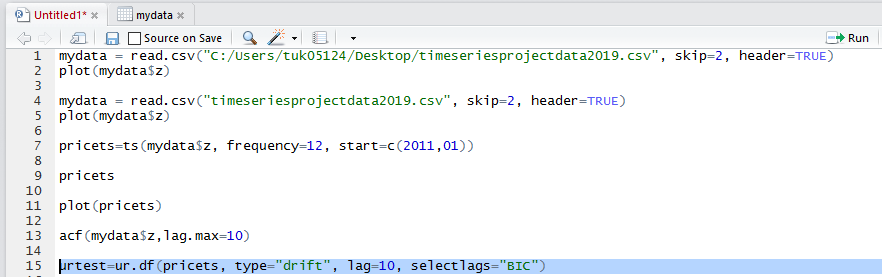 Untitled1* mydata
Source on Save Run
1 mydata = read.csv("C:/Users/tuk05124/Desktop/timeseriesprojectdata2019.csv", skip=2, header=TRUE)
2 plot(mydata$z)
3
4 mydata = read.csv("timeseriesprojectdata2019.csv", skip=2, header=TRUE)
5 plot(mydata$z)
6
7 pricets=ts(mydata$z, frequency=12, start=c(2011,01))
8
9 pricets
10
11 plot(pricets)
12
13 acf(mydata$z,lag.max=10)
14
15 urtest=ur.df(pricets, type="drift", lag=10, selectlags="BIC")